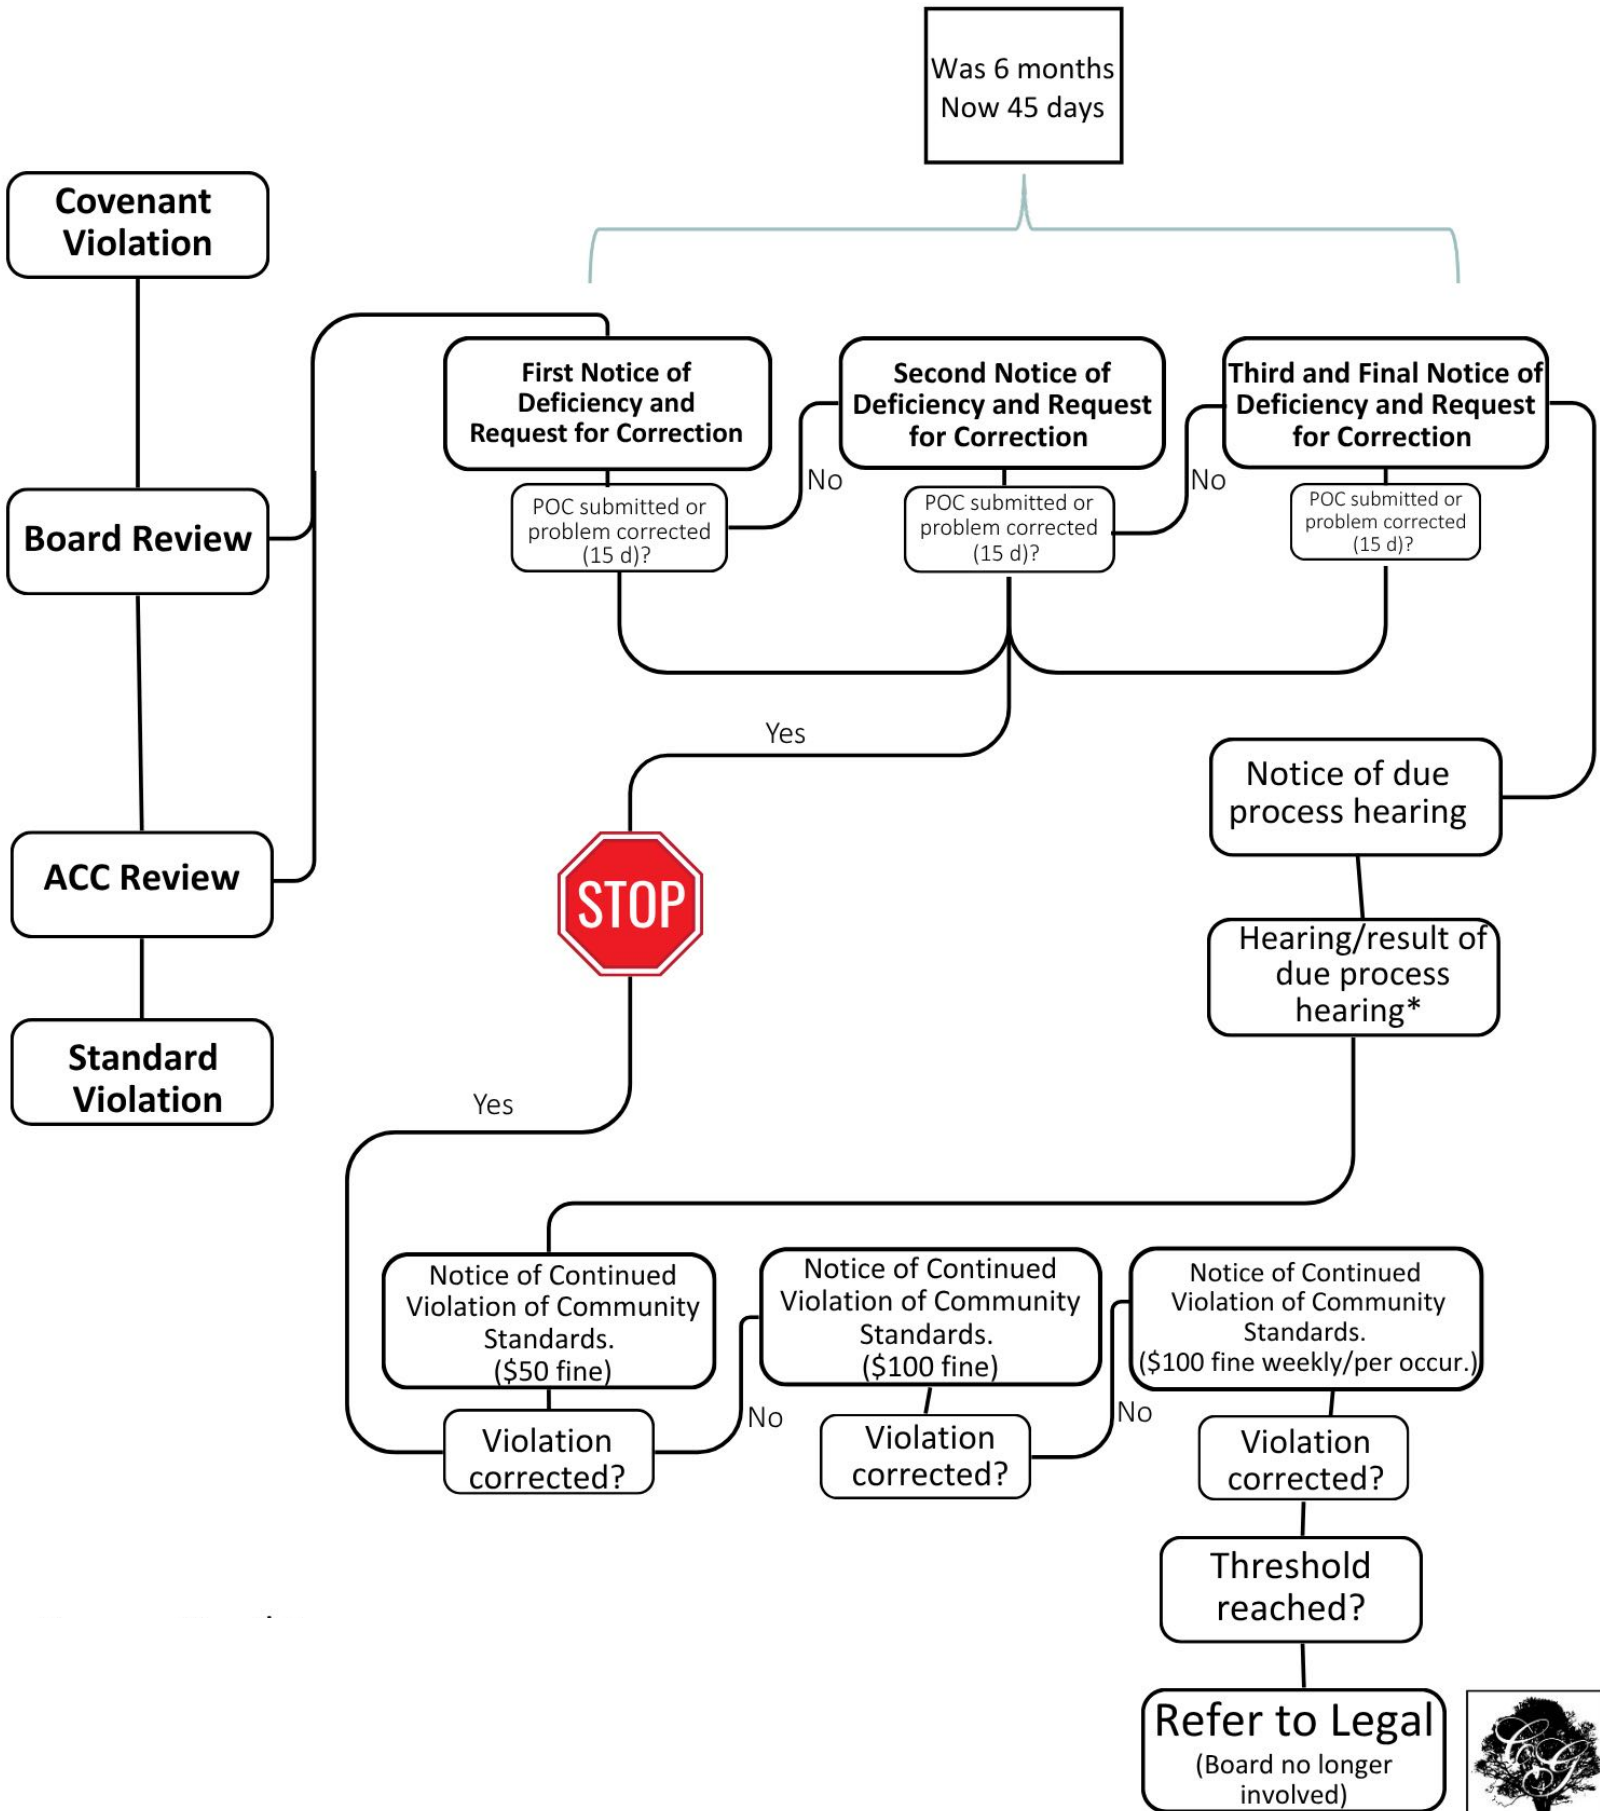 Was 6 months
Now 45 days
Covenant
Violation
Board Review
ACC Review
Standard
Violation
First Notice of
Deficiency and
Request for Correction
POC submitted or
problem corrected
(15 d)?
No
Second Notice of
Deficiency and Request
for Correction
POC submitted or
problem corrected
(15 d)?
No
Third and Final Notice of
Deficiency and Request
for Correction
POC submitted or
problem corrected
(15 d)?
Yes
STOP
Notice of due
process hearing
Hearing/result of
due process
hearing*
Yes
Notice of Continued
Violation of Community
Standards.
($50 fine)
Violation
corrected?
No
Notice of Continued
Violation of Community
Standards.
($100 fine)
Violation
corrected?
No
Notice of Continued
Violation of Community
Standards.
($100 fine weekly/per occur.)
Violation
corrected?
Threshold
reached?
Refer to Legal
(Board no longer
involved)
CG